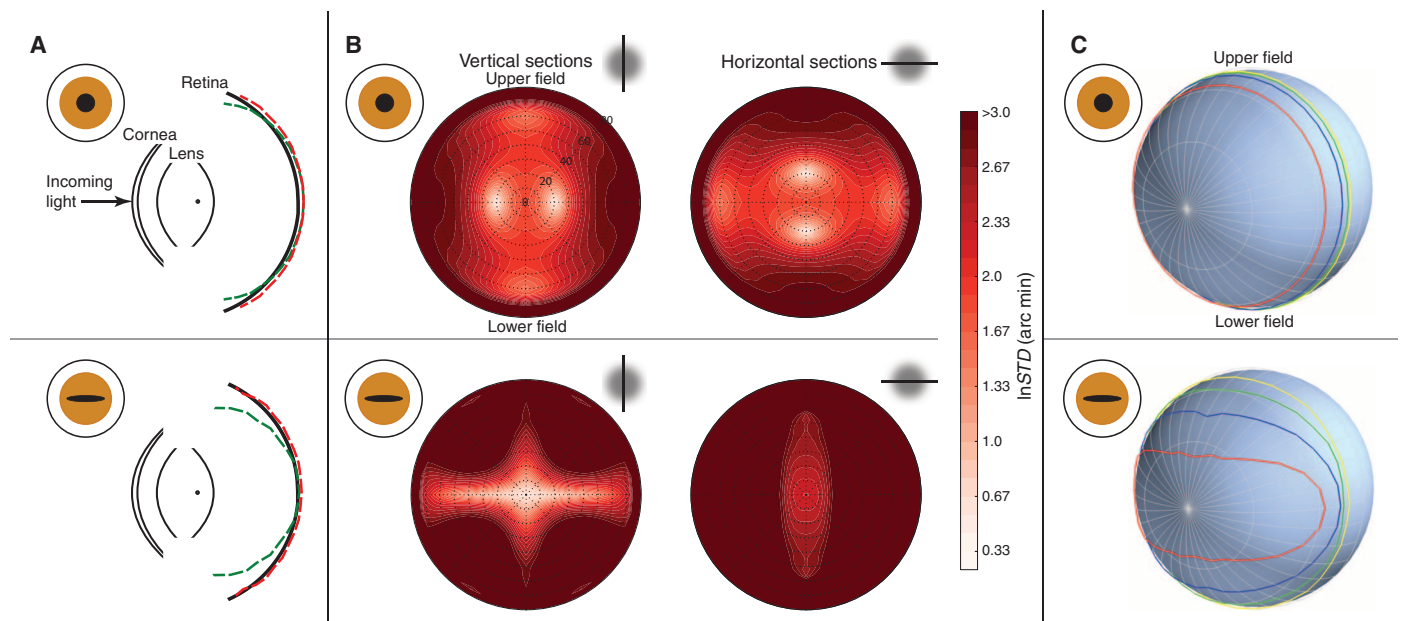 A
Retina
Cornea
Lens
Incoming
light
B
Vertical sections
Upper field
60
40
20
0
Lower field
Horizontal sections
>3.0
2.67
2.33
2.0
1.67
1.33
1.0
0.67
0.33
lnSTD (arc min)
C
Upper field
Lower field